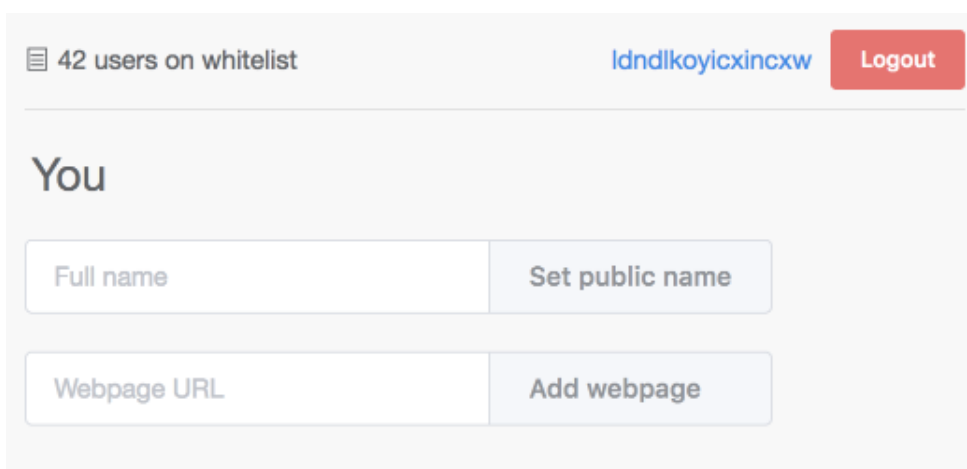 42 users on whitelist
ldndlkoyicxincxw Logout
You
Full name Set public name
Webpage URL Add webpage